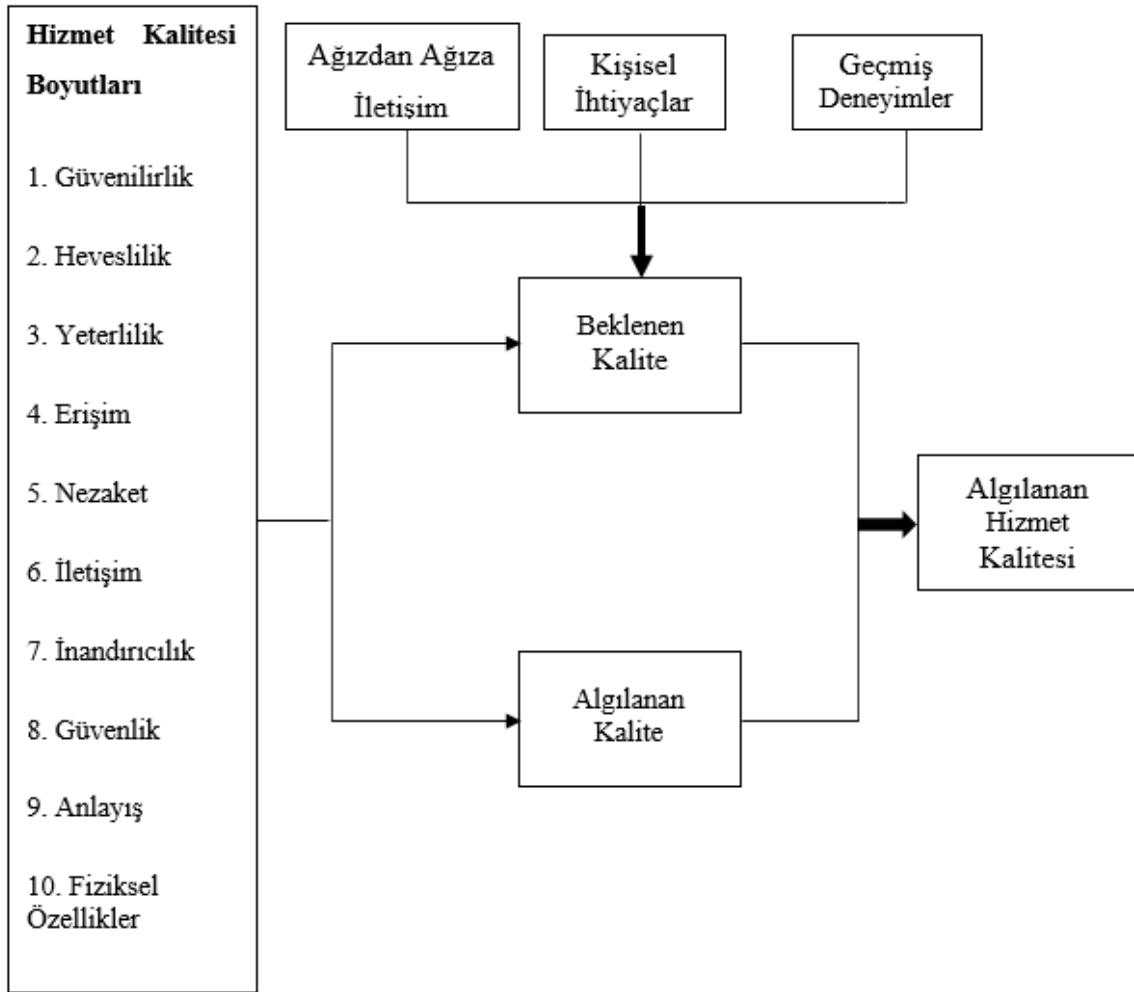 Hizmet Kalitesi
Boyutları
1. Güvenilirlik
2. Heveslilik
3. Yeterlilik
4. Erişim
5. Nezaket
6. İletişim
7. İnandırıcılık
8. Güvenlik
9. Anlayış
10. Fiziksel
Özellikler
Ağızdan Ağıza
İletişim
Kişisel
İhtiyaçlar
Geçmiş
Deneyimler
Beklenen
Kalite
Algılanan
Kalite
Algılanan
Hizmet
Kalitesi